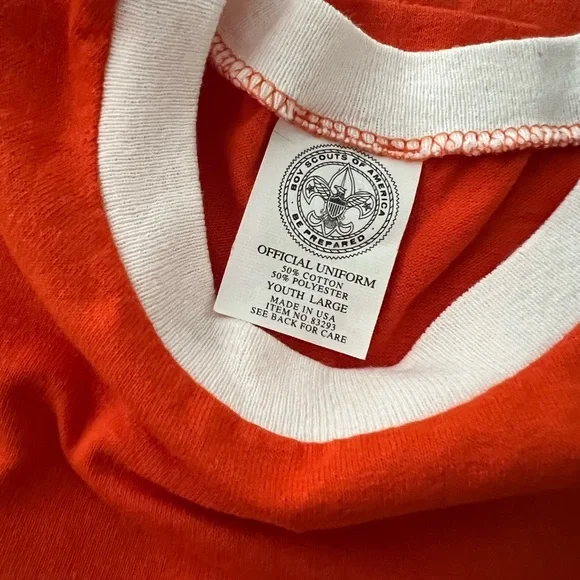 BOY SCOUTS OF AMERICA
BE PREPARED
OFFICIAL UNIFORM
50% COTTON
50% POLYESTER
YOUTH LARGE
MADE IN USA
ITEM NO 83293
SEE BACK FOR CARE